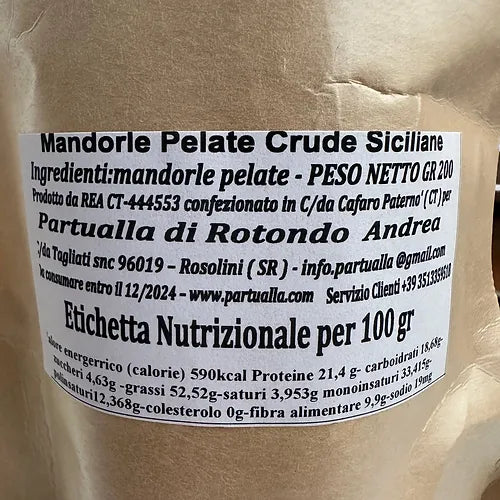 Mandorle Pelate Crude Siciliane
Ingredienti:mandorle pelate - PESO NETTO GR 200
Prodotto da REA CT-444553 confezionato in C/da Cafaro Paterno' ( CT ) per
Partualla di Rotondo Andrea
C/da Tagliati snc 96019 – Rosolini ( SR ) - info.partualla @gmail.com
consumare entro il 12/2024 – www.partualla.com Servizio Clienti +39
Etichetta Nutrizionale per 100 gr
energerrico (calorie) 590kcal Proteine 21,4 g- carboidrati 18,68g-
zuccheri 4,63g -grassi 52,52g-saturi 3,953g monoinsaturi 33,415g-
polinsaturi12,368g-colesterolo 0g-fibra alimentare 9,9g-sodio 19mg